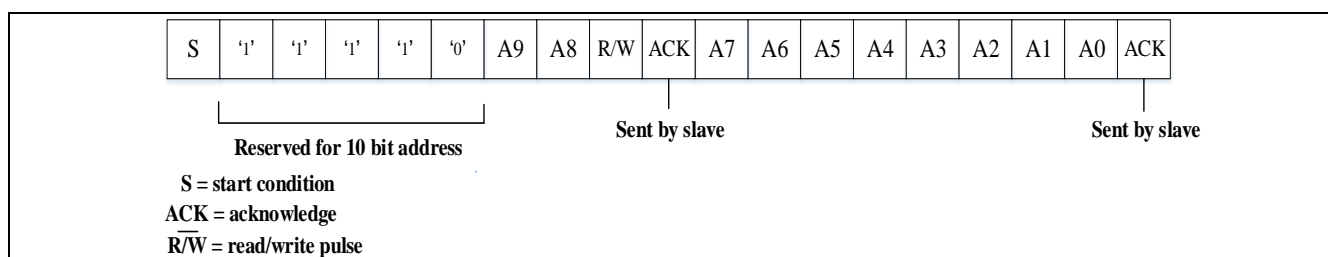 S ‘1’ ‘1’ ‘1’ ‘1’ ‘0’ A9 A8 R/W ACK A7 A6 A5 A4 A3 A2 A1 A0 ACK
Sent by slave Sent by slave
Reserved for 10 bit address
S = start condition
ACK = acknowledge
R/W̅ = read/write pulse